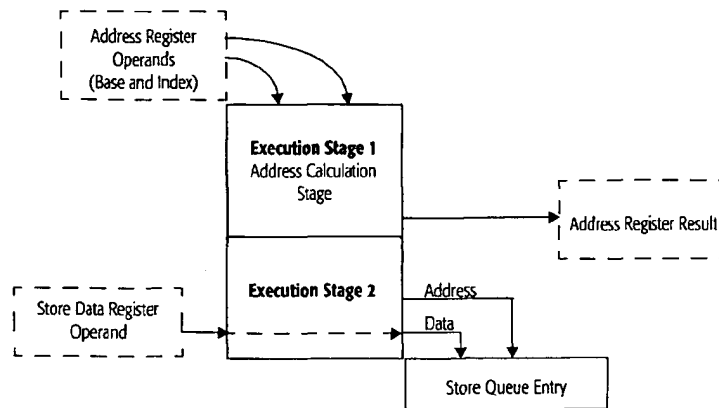 Address Register
Operands
(Base and Index)
Execution Stage 1
Address Calculation
Stage
Address Register Result
Execution Stage 2
Address
Store Data Register
Operand
Data
Store Queue Entry